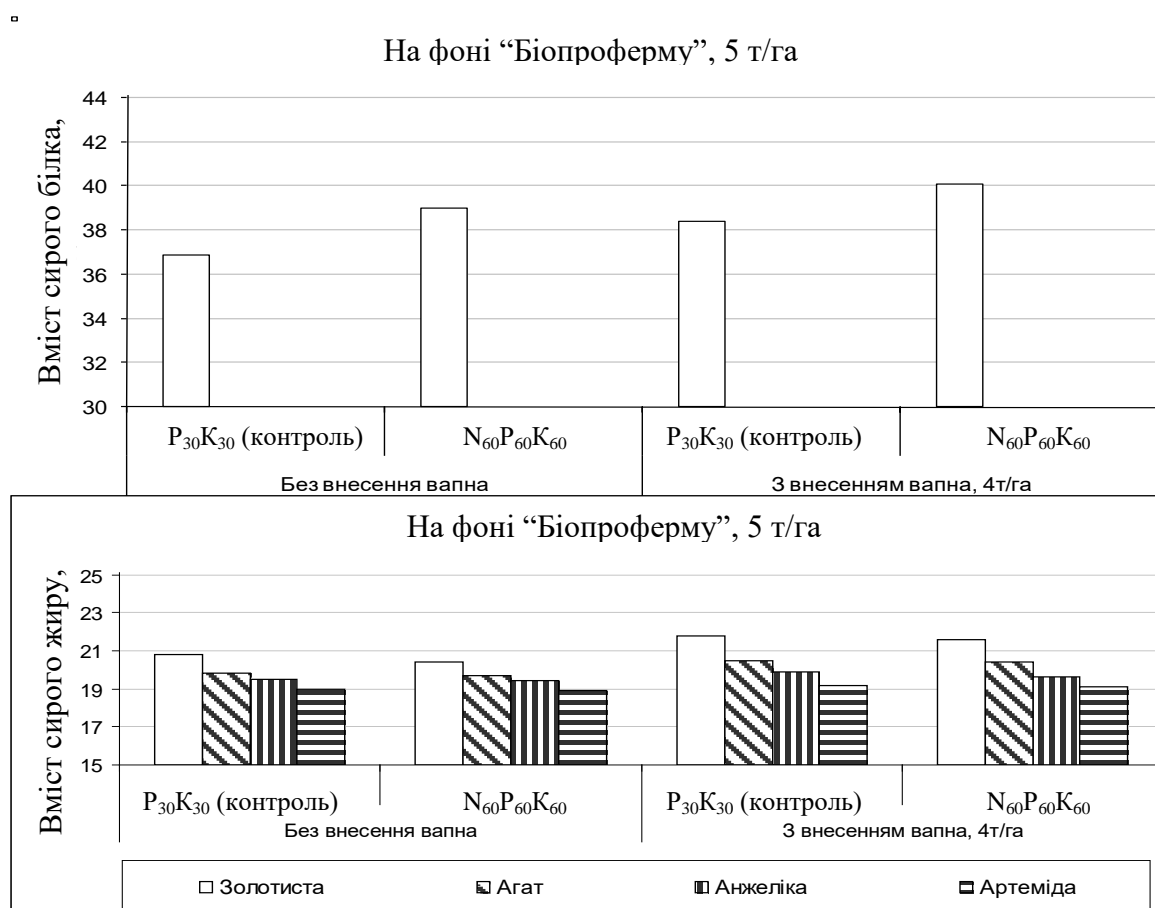 На фоні “Біопроферму”, 5 т/га
Вміст сирого білка,
44
42
40
38
36
34
32
30
P₃₀K₃₀ (контроль) N₆₀P₆₀K₆₀ P₃₀K₃₀ (контроль) N₆₀P₆₀K₆₀
Без внесення вапна З внесенням вапна, 4т/га
На фоні “Біопроферму”, 5 т/га
Вміст сирого жиру,
25
23
21
19
17
15
P₃₀K₃₀ (контроль) N₆₀P₆₀K₆₀ P₃₀K₃₀ (контроль) N₆₀P₆₀K₆₀
Без внесення вапна З внесенням вапна, 4т/га
Золотиста Агат Анжеліка Артеміда